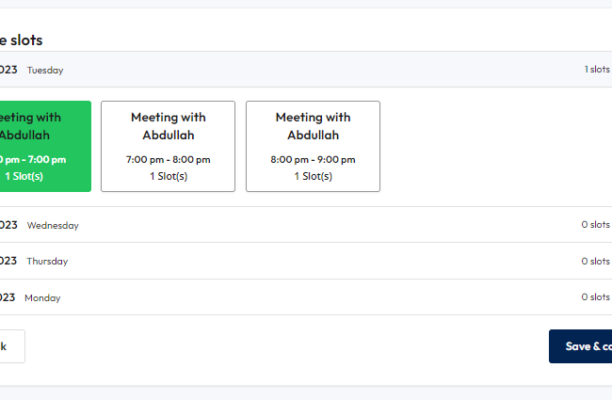 e slots
023 Tuesday 1 slots
eeting with
Abdullah
0 pm - 7:00 pm
1 Slot(s)
Meeting with
Abdullah
7:00 pm - 8:00 pm
1 Slot(s)
Meeting with
Abdullah
8:00 pm - 9:00 pm
1 Slot(s)
023 Wednesday 0 slots
023 Thursday 0 slots
023 Monday 0 slots
k
Save & co